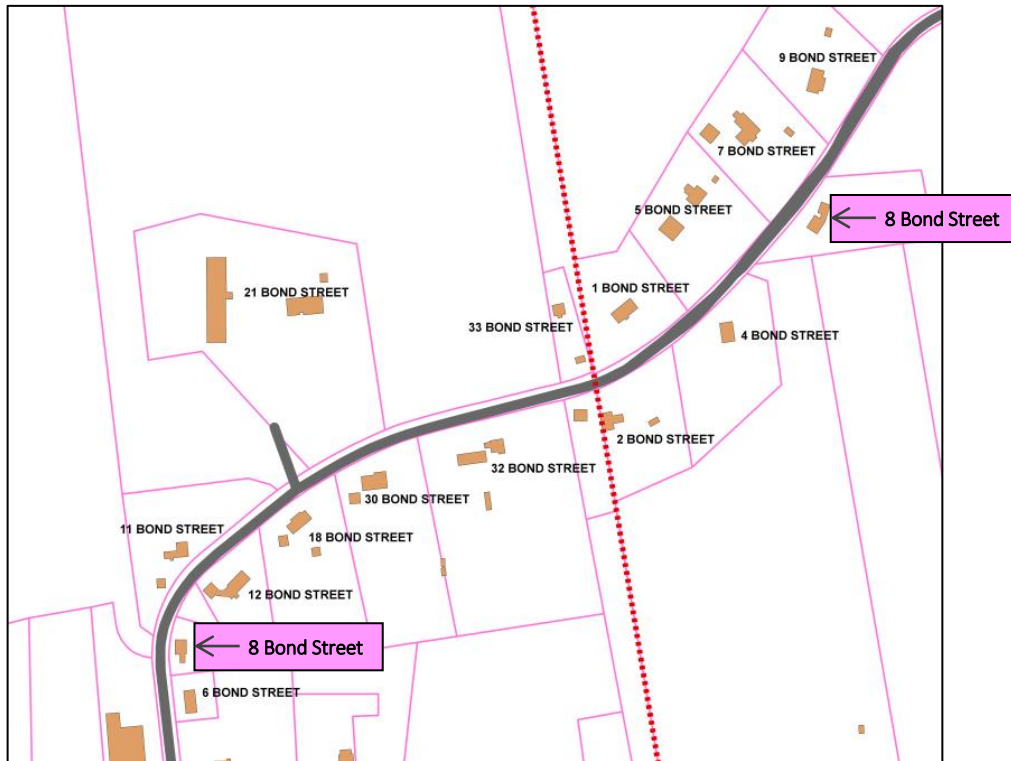 9 BOND STREET
7 BOND STREET
5 BOND STREET
8 Bond Street
1 BOND STREET
21 BOND STREET
33 BOND STREET
4 BOND STREET
2 BOND STREET
32 BOND STREET
30 BOND STREET
11 BOND STREET
18 BOND STREET
12 BOND STREET
8 Bond Street
6 BOND STREET